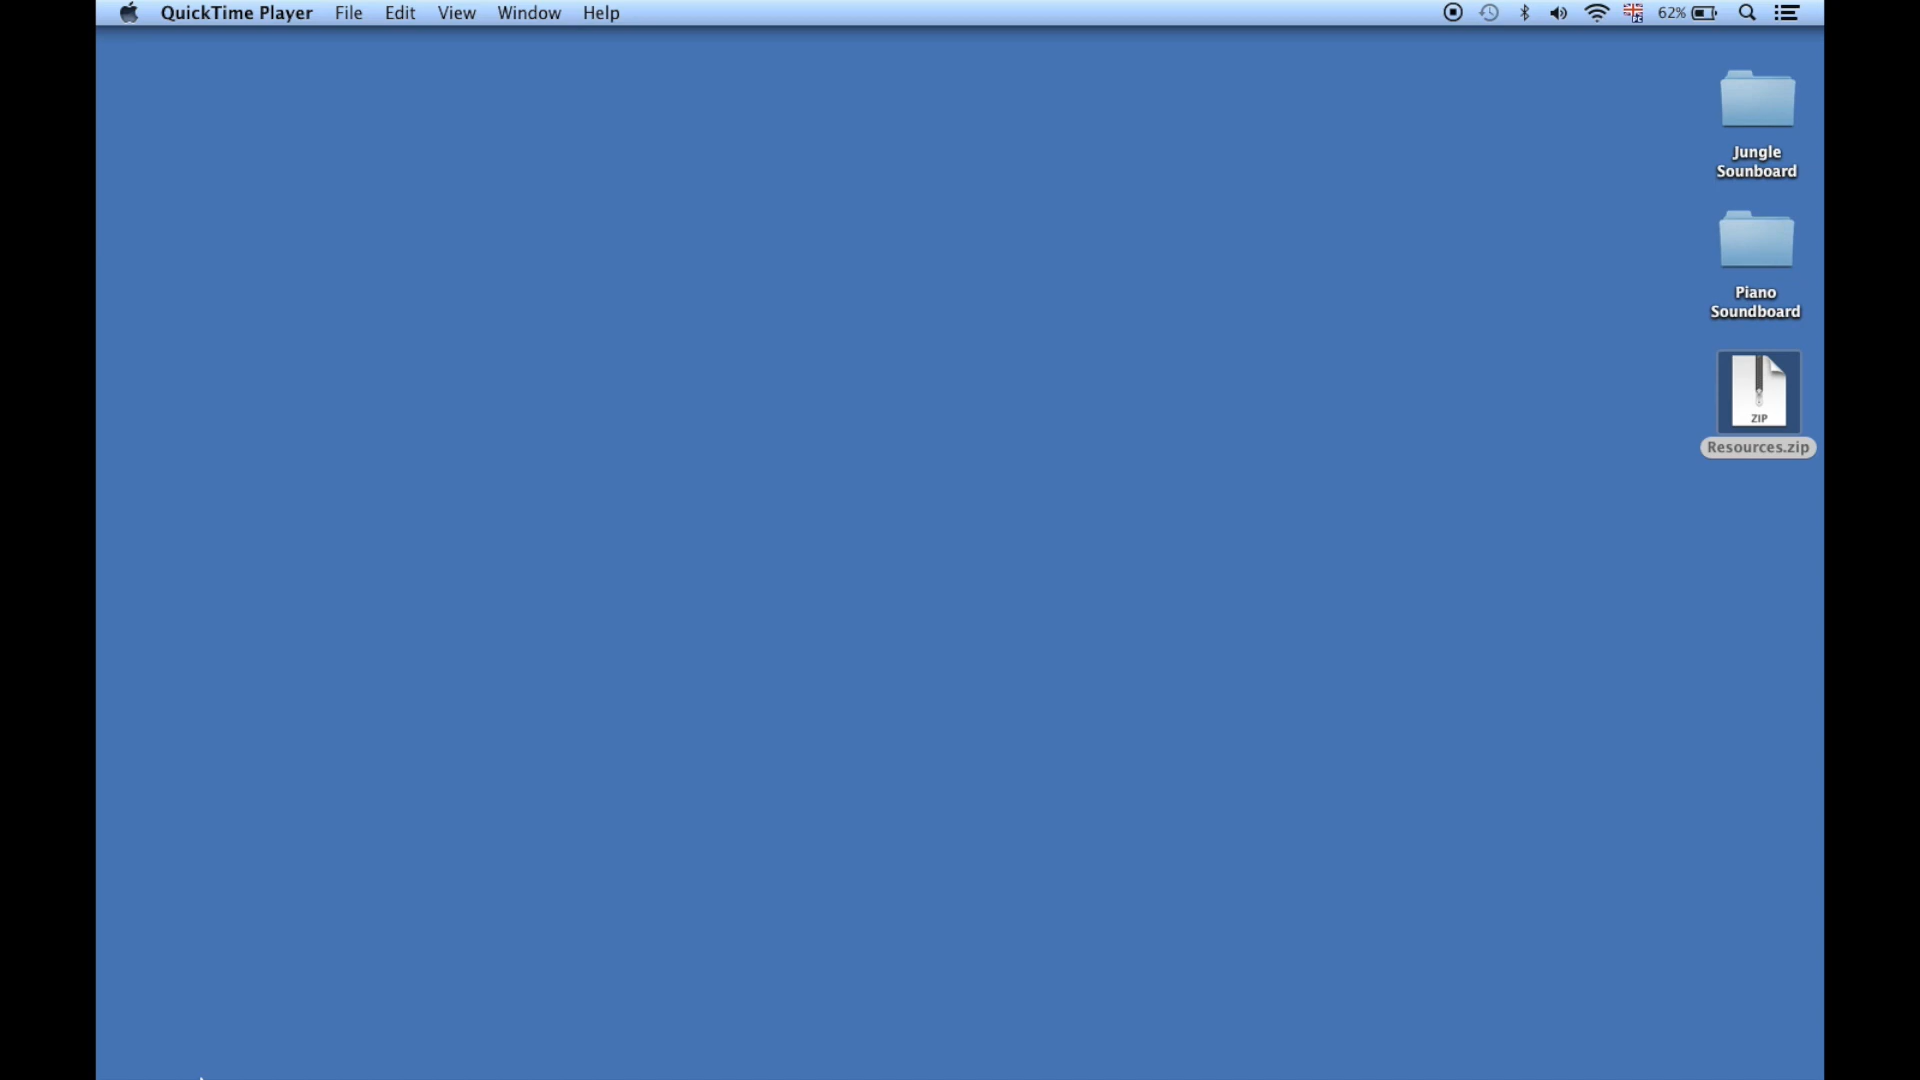 QuickTime Player File Edit View Window Help 62%
Jungle
Sounboard
Piano
Soundboard
ZIP
Resources.zip